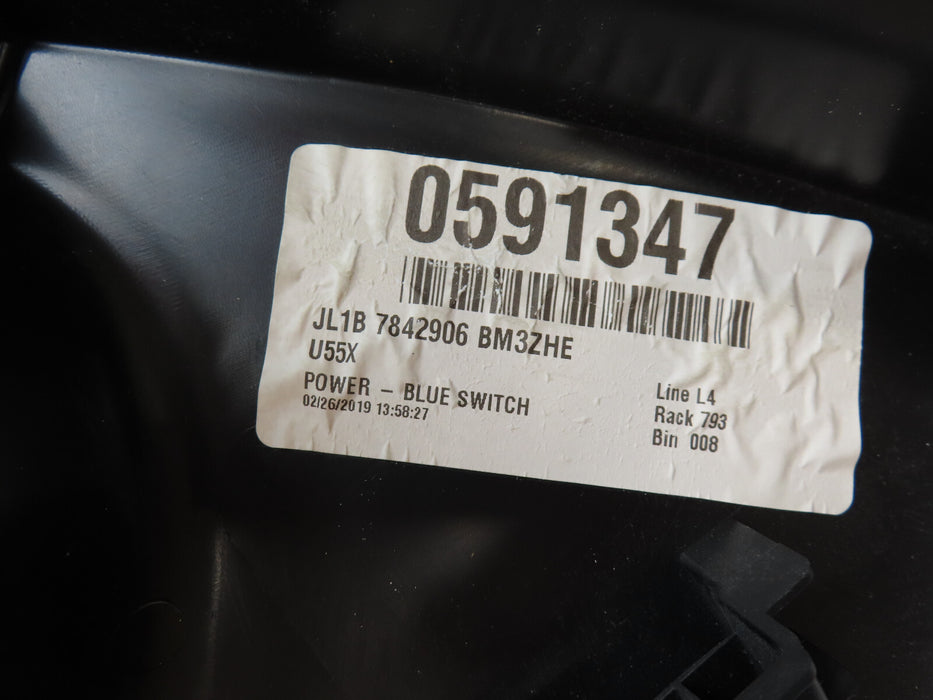 0591347
JL1B 7842906 BM3ZHE
U55X
POWER – BLUE SWITCH
02/26/2019 13:58:27
Line L4
Rack 793
Bin 008